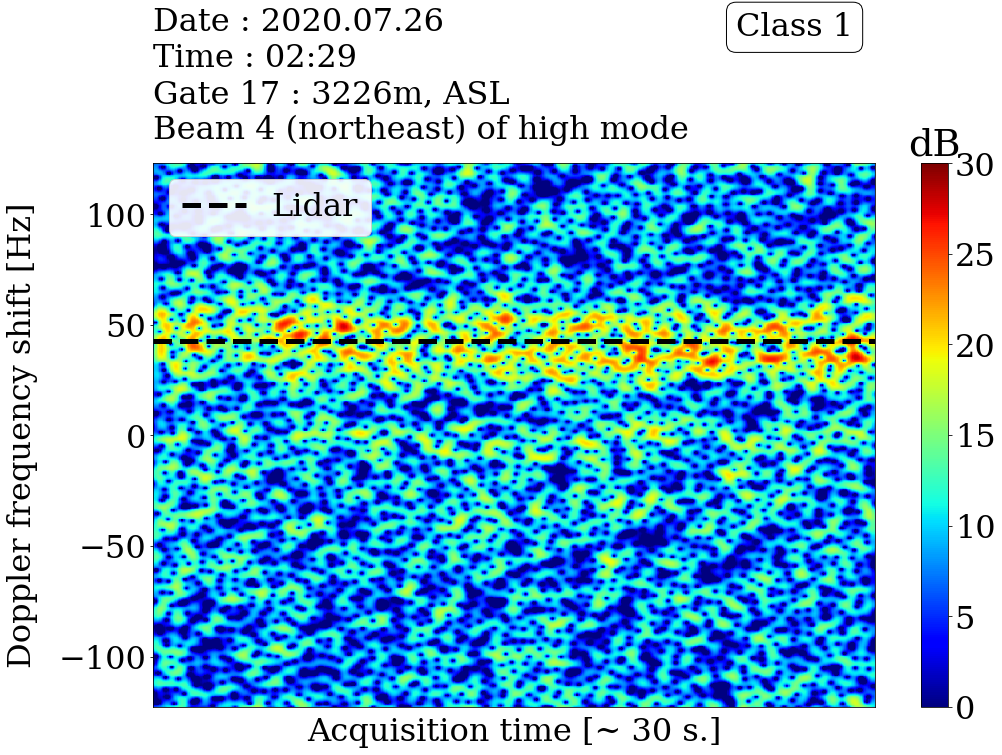 Date : 2020.07.26
Time : 02:29
Gate 17 : 3226m, ASL
Beam 4 (northeast) of high mode
Class 1
dB
Lidar
Doppler frequency shift [Hz]
100
50
0
−50
−100
30
25
20
15
10
5
0
Acquisition time [~ 30 s.]